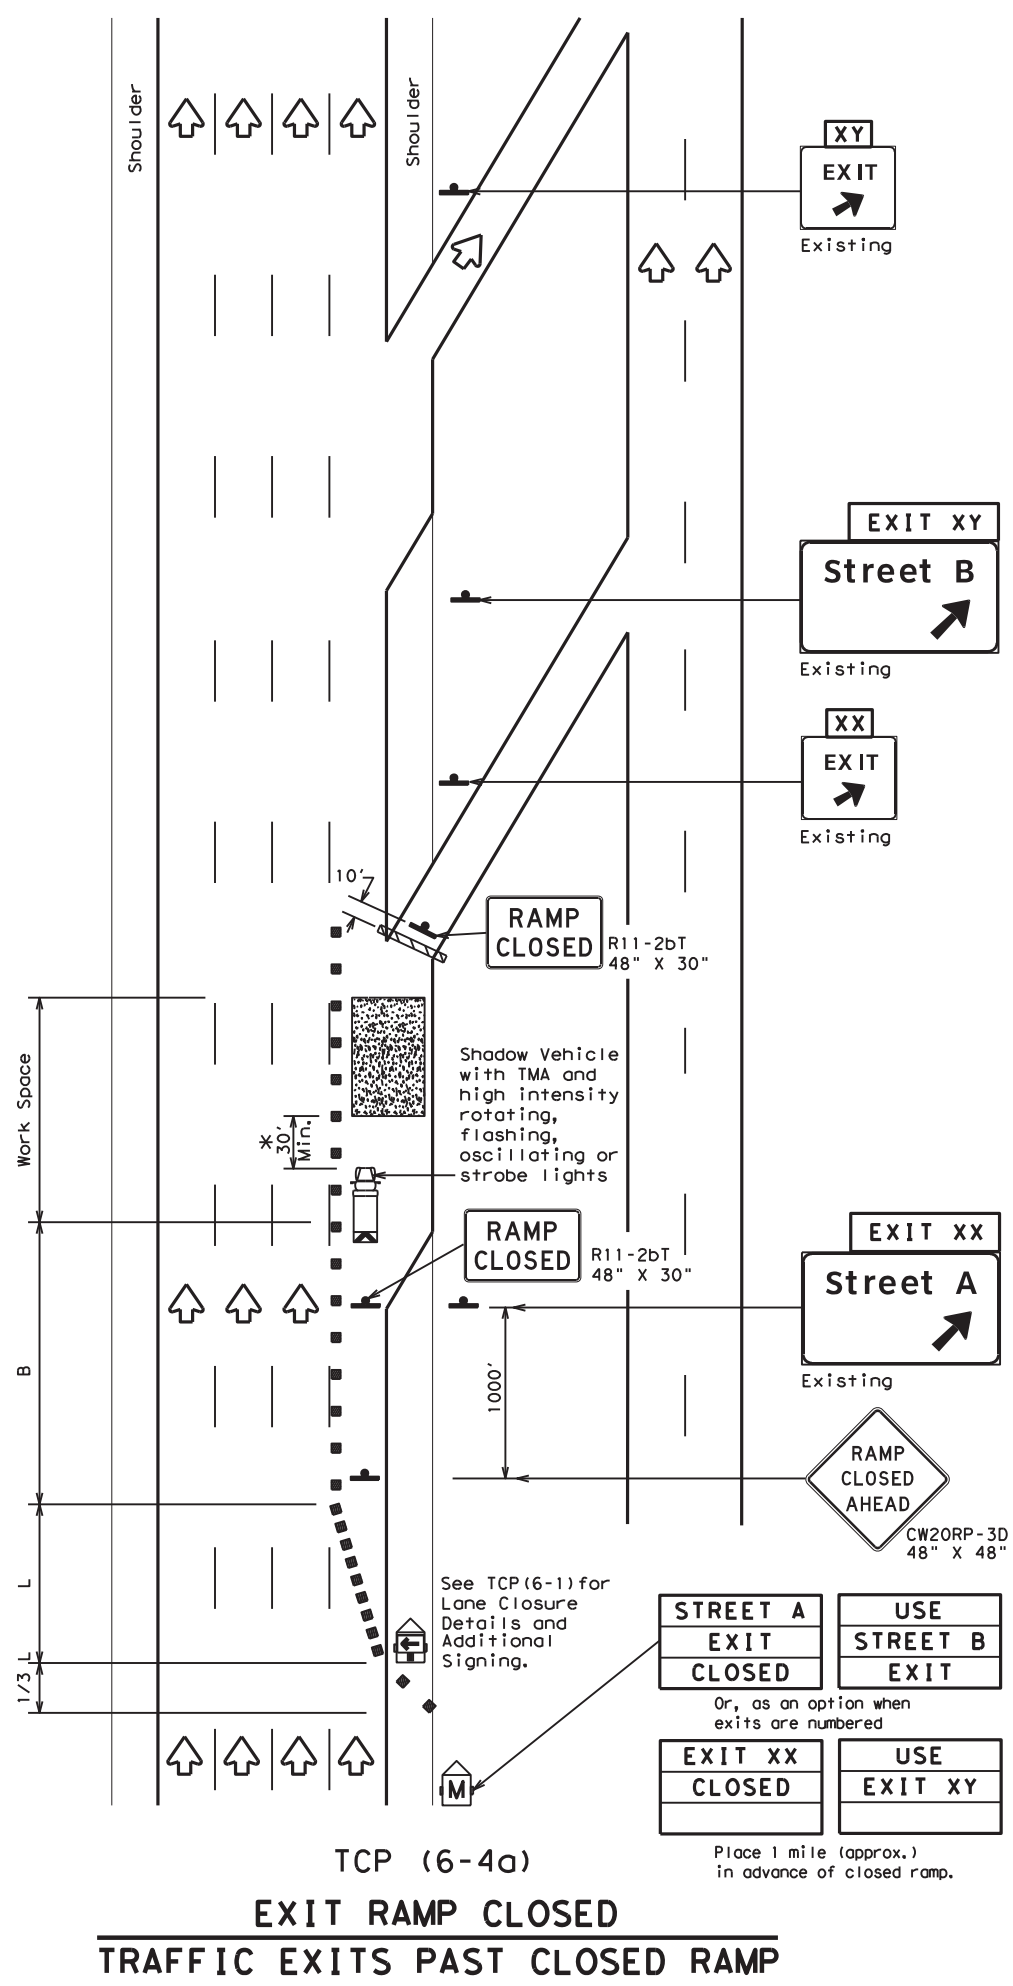 Shoulder
Shoulder
XY
EXIT
Existing
EXIT XY
Street B
Existing
XX
EXIT
Existing
10'
RAMP
CLOSED
R11-2bT
48" X 30"
Work Space
*
30'
Min.
Shadow Vehicle
with TMA and
high intensity
rotating,
flashing,
oscillating or
strobe lights
RAMP
CLOSED
R11-2bT
48" X 30"
EXIT XX
Street A
Existing
B
1000'
RAMP
CLOSED
AHEAD
CW20RP-3D
48" X 48"
L
See TCP(6-1)for
Lane Closure
Details and
Additional
Signing.
1/3 L
STREET A
EXIT
CLOSED
USE
STREET B
EXIT
Or, as an option when
exits are numbered
EXIT XX
CLOSED
USE
EXIT XY
M
Place 1 mile (approx.)
in advance of closed ramp.
TCP (6-4a)
EXIT RAMP CLOSED
TRAFFIC EXITS PAST CLOSED RAMP